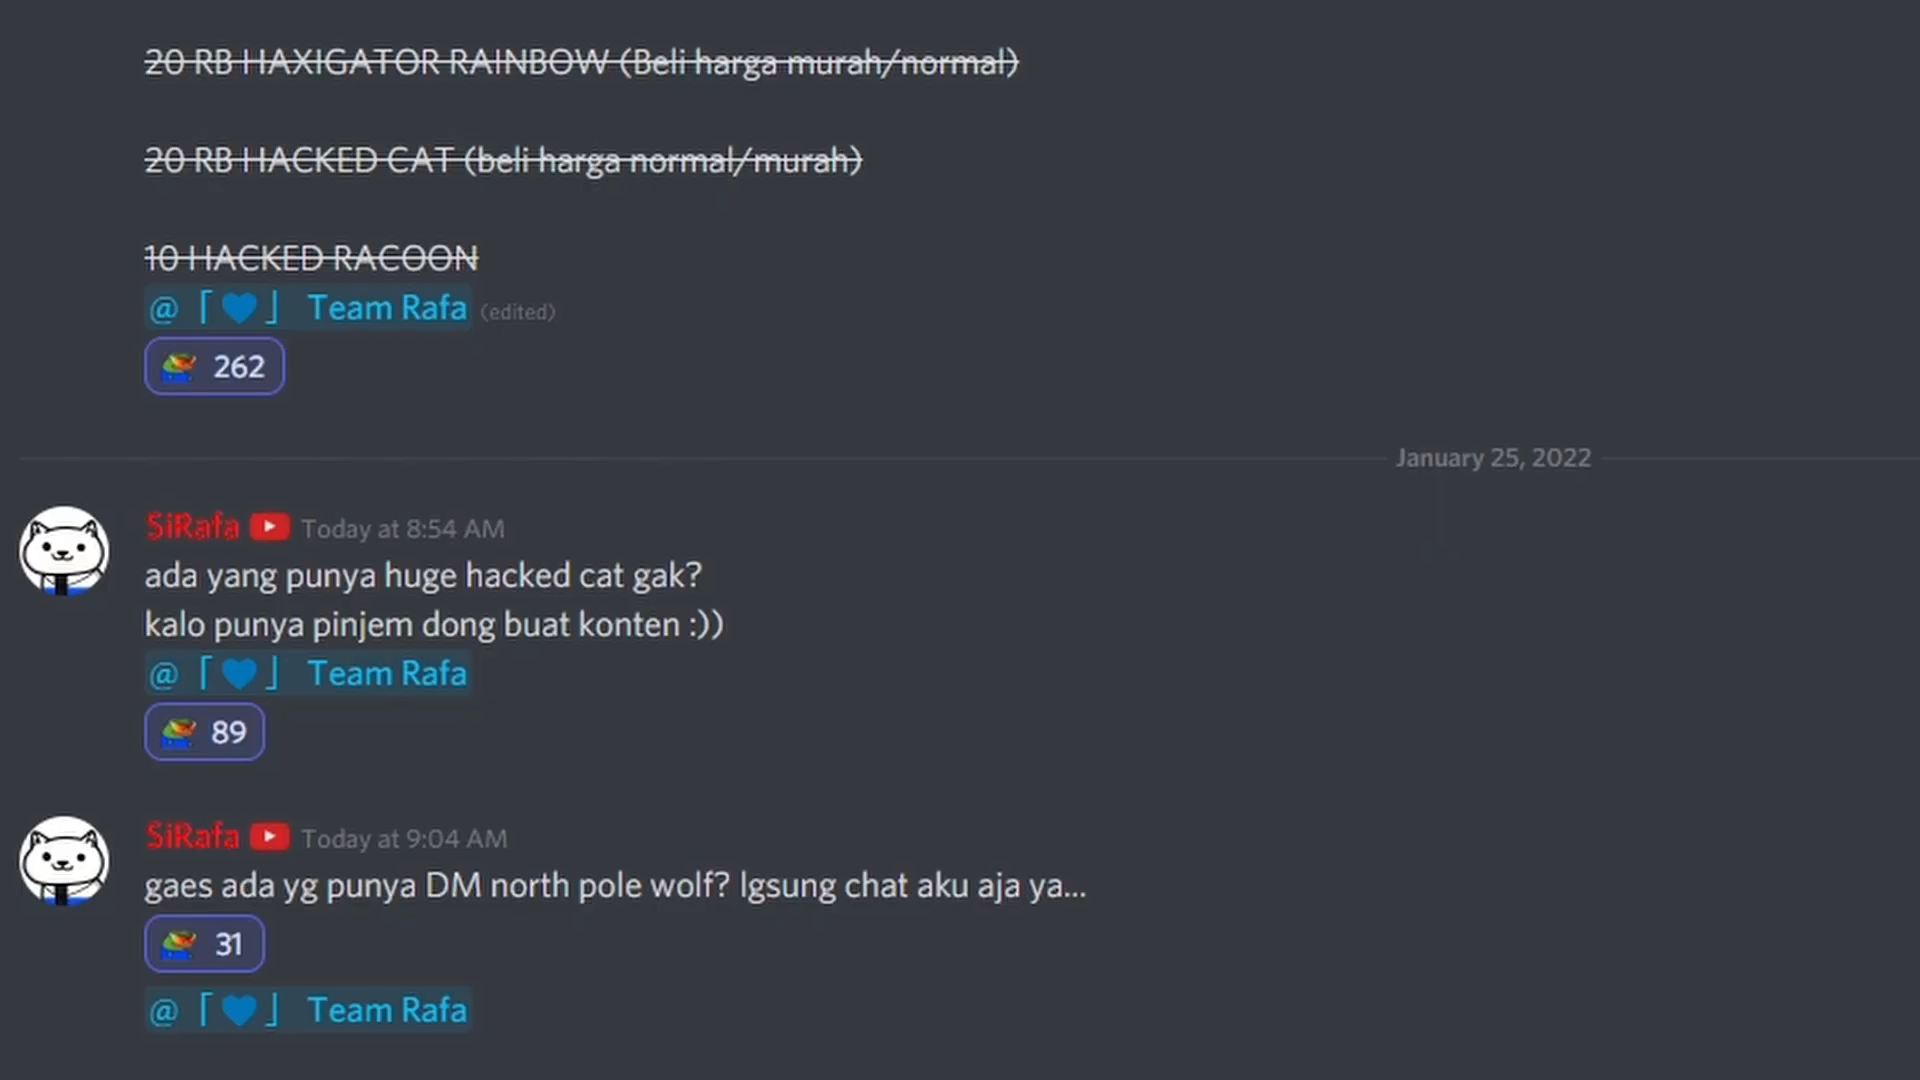 20 RB HAXIGATOR RAINBOW (Beli harga murah/normal)
20 RB HACKED CAT (beli harga normal/murah)
10 HACKED RACOON
@「💙」 Team Rafa (edited)
262
January 25, 2022
SiRafa Today at 8:54 AM
ada yang punya huge hacked cat gak?
kalo punya pinjem dong buat konten :))
@「💙」 Team Rafa
89
SiRafa Today at 9:04 AM
gaes ada yg punya DM north pole wolf? lgsung chat aku aja ya...
31
@「💙」 Team Rafa